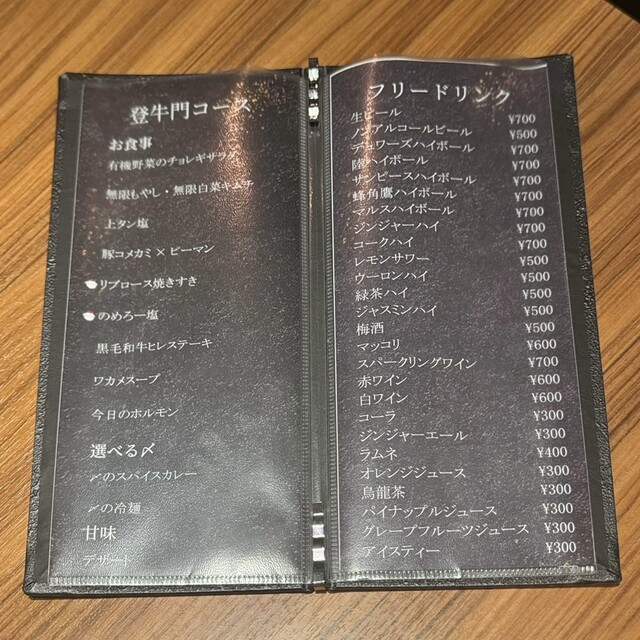 登牛門コース
お食事
有機野菜のチョレギサラダ
無限もやし・無限白菜キムチ
上タン塩
豚コメカミ×ピーマン
リブロース焼きすき
のめろー塩
黒毛和牛ヒレステーキ
ワカメスープ
今日のホルモン
選べる〆
〆のスパイスカレー
〆の冷麺
甘味
デザート
フリードリンク
生ビール ¥700
ノンアルコールビール ¥500
デュワーズハイボール ¥700
陸ハイボール ¥700
サンピースハイボール ¥700
蜂角鷹ハイボール ¥700
マルスハイボール ¥700
ジンジャーハイ ¥700
コークハイ ¥700
レモンサワー ¥500
ウーロンハイ ¥500
緑茶ハイ ¥500
ジャスミンハイ ¥500
梅酒 ¥500
マッコリ ¥600
スパークリングワイン ¥700
赤ワイン ¥600
白ワイン ¥600
コーラ ¥300
ジンジャーエール ¥300
ラムネ ¥400
オレンジジュース ¥300
烏龍茶 ¥300
パイナップルジュース ¥300
グレープフルーツジュース ¥300
アイスティー ¥300